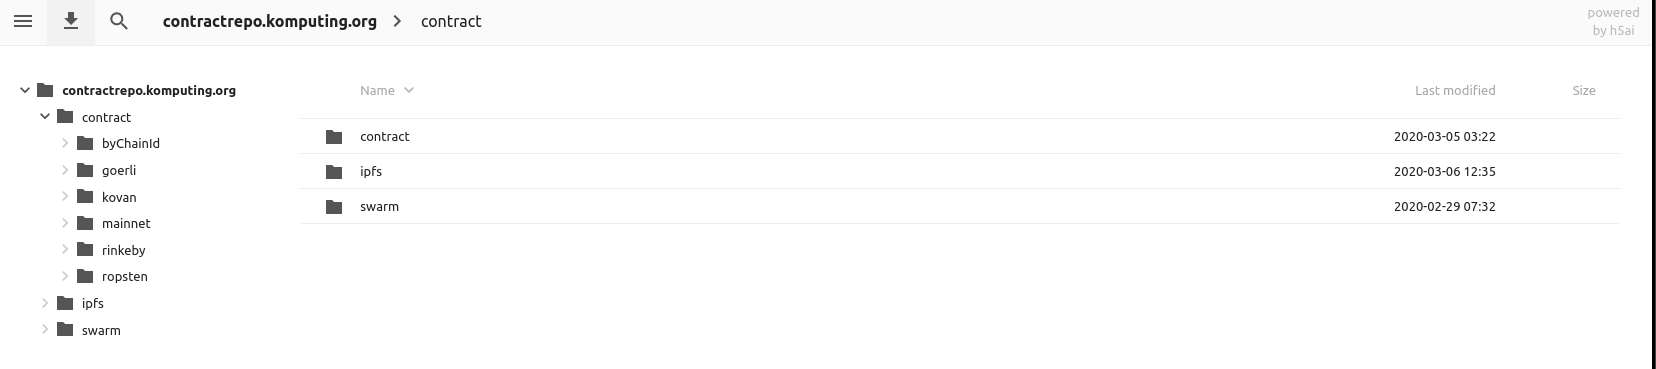 contractrepo.komputing.org > contract
powered
by h5ai
contractrepo.komputing.org
contract
byChainId
goerli
kovan
mainnet
rinkeby
ropsten
ipfs
swarm
Name Last modified Size
contract 2020-03-05 03:22
ipfs 2020-03-06 12:35
swarm 2020-02-29 07:32